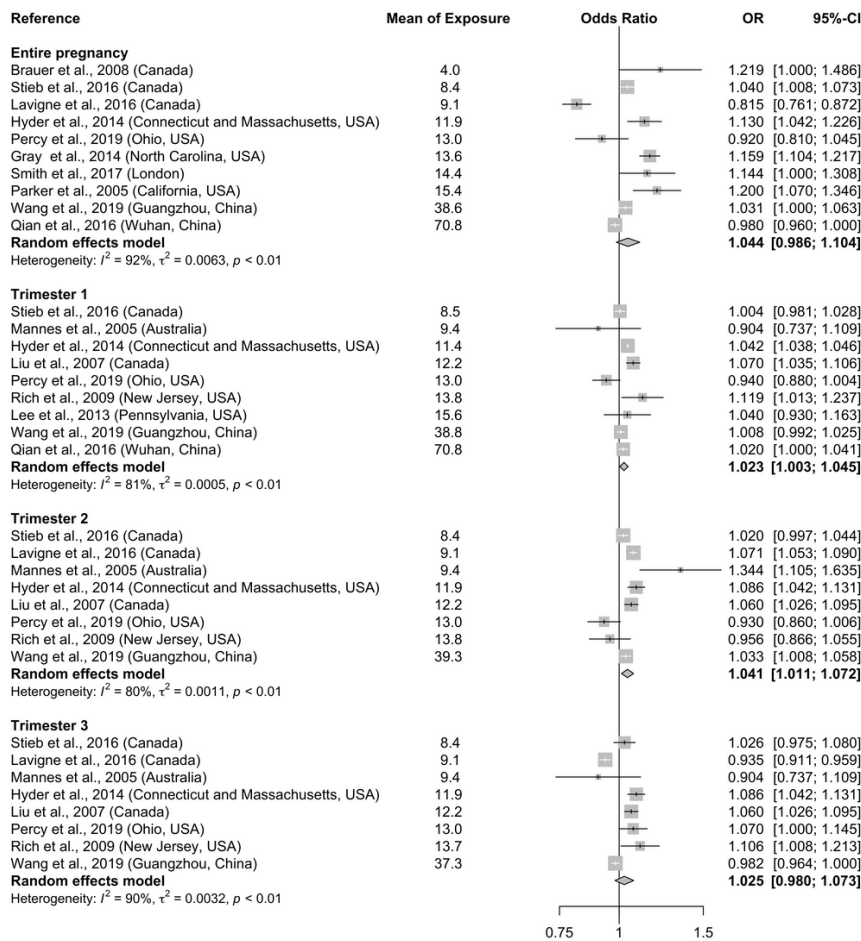 Reference Mean of Exposure Odds Ratio OR 95%-CI
Entire pregnancy
Brauer et al., 2008 (Canada) 4.0 1.219 [1.000; 1.486]
Stieb et al., 2016 (Canada) 8.4 1.040 [1.008; 1.073]
Lavigne et al., 2016 (Canada) 9.1 0.815 [0.761; 0.872]
Hyder et al., 2014 (Connecticut and Massachusetts, USA) 11.9 1.130 [1.042; 1.226]
Percy et al., 2019 (Ohio, USA) 13.0 0.920 [0.810; 1.045]
Gray et al., 2014 (North Carolina, USA) 13.6 1.159 [1.104; 1.217]
Smith et al., 2017 (London) 14.4 1.144 [1.000; 1.308]
Parker et al., 2005 (California, USA) 15.4 1.200 [1.070; 1.346]
Wang et al., 2019 (Guangzhou, China) 38.6 1.031 [1.000; 1.063]
Qian et al., 2016 (Wuhan, China) 70.8 0.980 [0.960; 1.000]
Random effects model 1.044 [0.986; 1.104]
Heterogeneity: I² = 92%, τ² = 0.0063, p < 0.01
Trimester 1
Stieb et al., 2016 (Canada) 8.5 1.004 [0.981; 1.028]
Mannes et al., 2005 (Australia) 9.4 0.904 [0.737; 1.109]
Hyder et al., 2014 (Connecticut and Massachusetts, USA) 11.4 1.042 [1.038; 1.046]
Liu et al., 2007 (Canada) 12.2 1.070 [1.035; 1.106]
Percy et al., 2019 (Ohio, USA) 13.0 0.940 [0.880; 1.004]
Rich et al., 2009 (New Jersey, USA) 13.8 1.119 [1.013; 1.237]
Lee et al., 2013 (Pennsylvania, USA) 15.6 1.040 [0.930; 1.163]
Wang et al., 2019 (Guangzhou, China) 38.8 1.008 [0.992; 1.025]
Qian et al., 2016 (Wuhan, China) 70.8 1.020 [1.000; 1.041]
Random effects model 1.023 [1.003; 1.045]
Heterogeneity: I² = 81%, τ² = 0.0005, p < 0.01
Trimester 2
Stieb et al., 2016 (Canada) 8.4 1.020 [0.997; 1.044]
Lavigne et al., 2016 (Canada) 9.1 1.071 [1.053; 1.090]
Mannes et al., 2005 (Australia) 9.4 1.344 [1.105; 1.635]
Hyder et al., 2014 (Connecticut and Massachusetts, USA) 11.9 1.086 [1.042; 1.131]
Liu et al., 2007 (Canada) 12.2 1.060 [1.026; 1.095]
Percy et al., 2019 (Ohio, USA) 13.0 0.930 [0.860; 1.006]
Rich et al., 2009 (New Jersey, USA) 13.8 0.956 [0.866; 1.055]
Wang et al., 2019 (Guangzhou, China) 39.3 1.033 [1.008; 1.058]
Random effects model 1.041 [1.011; 1.072]
Heterogeneity: I² = 80%, τ² = 0.0011, p < 0.01
Trimester 3
Stieb et al., 2016 (Canada) 8.4 1.026 [0.975; 1.080]
Lavigne et al., 2016 (Canada) 9.1 0.935 [0.911; 0.959]
Mannes et al., 2005 (Australia) 9.4 0.904 [0.737; 1.109]
Hyder et al., 2014 (Connecticut and Massachusetts, USA) 11.9 1.086 [1.042; 1.131]
Liu et al., 2007 (Canada) 12.2 1.060 [1.026; 1.095]
Percy et al., 2019 (Ohio, USA) 13.0 1.070 [1.000; 1.145]
Rich et al., 2009 (New Jersey, USA) 13.7 1.106 [1.008; 1.213]
Wang et al., 2019 (Guangzhou, China) 37.3 0.982 [0.964; 1.000]
Random effects model 1.025 [0.980; 1.073]
Heterogeneity: I² = 90%, τ² = 0.0032, p < 0.01
0.75 1 1.5